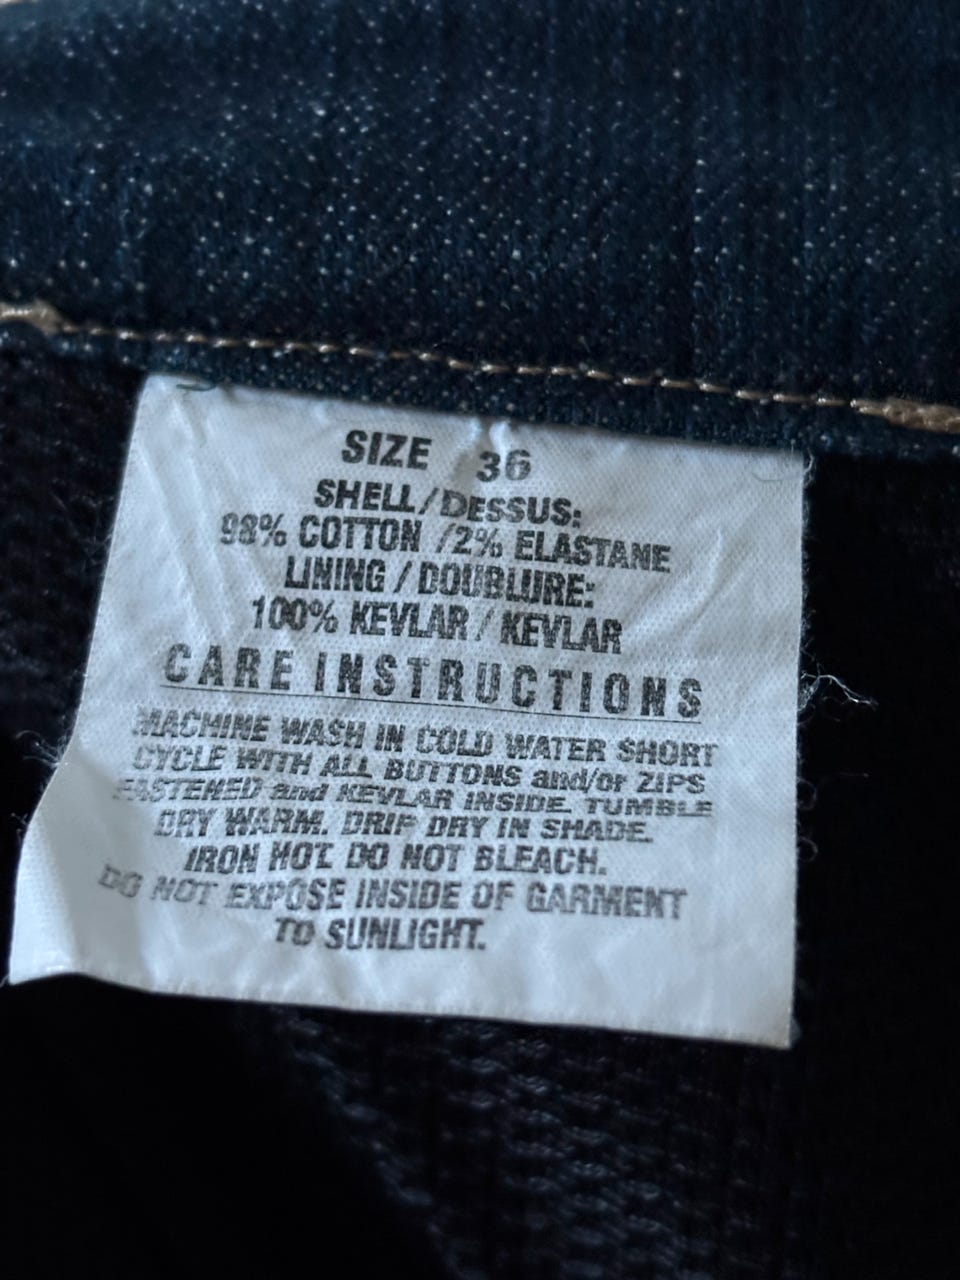 SIZE 36
SHELL/DESSUS:
98% COTTON /2% ELASTANE
LINING / DOUBLURE:
100% KEVLAR / KEVLAR
CARE INSTRUCTIONS
MACHINE WASH IN COLD WATER SHORT
CYCLE WITH ALL BUTTONS and/or ZIPS
FASTENED and KEVLAR INSIDE. TUMBLE
DRY WARM. DRIP DRY IN SHADE.
IRON HOT. DO NOT BLEACH.
DO NOT EXPOSE INSIDE OF GARMENT
TO SUNLIGHT.